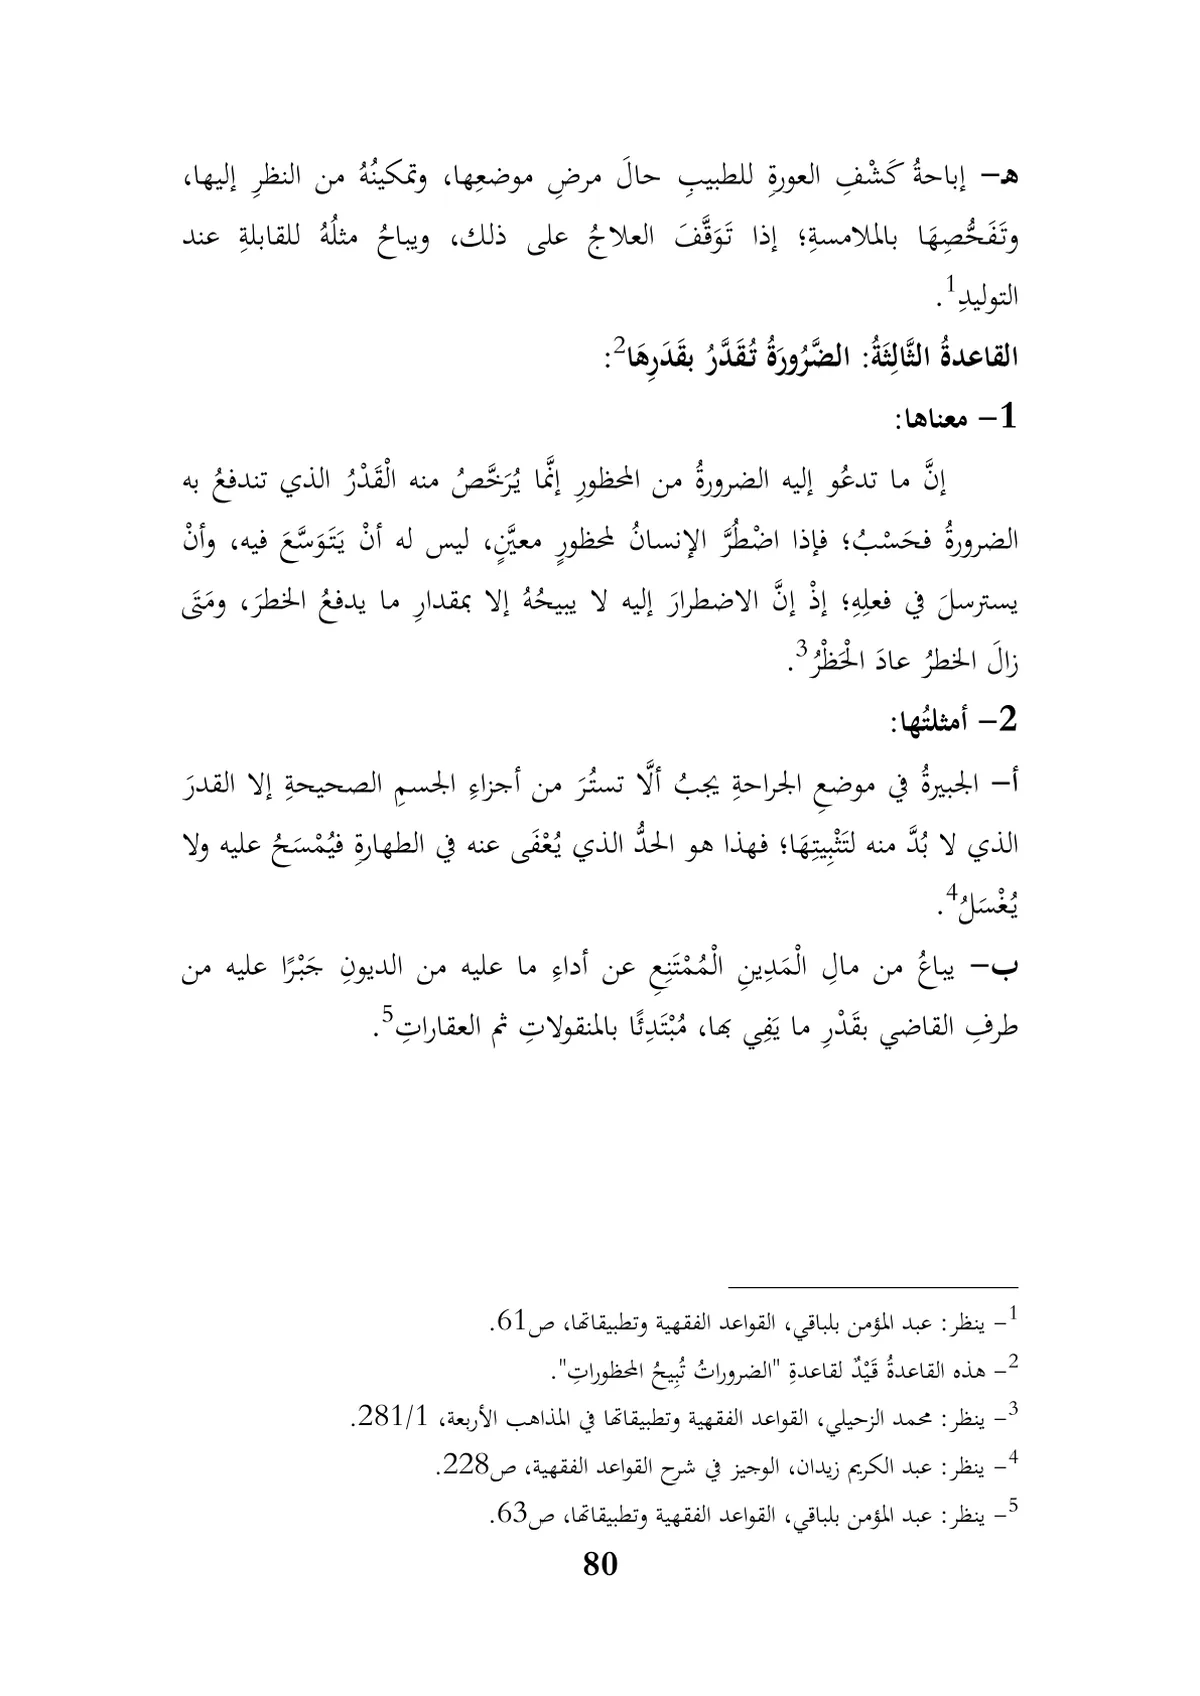 هـ- إباحةُ كَشْفِ العورةِ للطبيبِ حالَ مرضِ موضعِها، وتمكينُهُ من النظرِ إليها،
وتَفَحُّصِهَا بالملامسةِ؛ إذا تَوَقَّفَ العلاجُ على ذلك، ويباحُ مثلُهُ للقابلةِ عند
التوليدِ1.
القاعدةُ الثَّالِثَةُ: الضَّرُورَةُ تُقَدَّرُ بقَدَرِهَا2:
1- معناها:
إنَّ ما تدعُو إليه الضرورةُ من المحظورِ إنَّما يُرَخَّصُ منه الْقَدْرُ الذي تندفعُ به
الضرورةُ فحَسْبُ؛ فإذا اضْطُرَّ الإنسانُ لمحظورٍ معيَّنٍ، ليس له أنْ يَتَوَسَّعَ فيه، وأنْ
يسترسلَ في فعلِهِ؛ إذْ إنَّ الاضطرارَ إليه لا يبيحُهُ إلا بمقدارِ ما يدفعُ الخطرَ، ومَتَى
زالَ الخطرُ عادَ الْحَظْرُ3.
2- أمثلتُها:
أ- الجبيرةُ في موضعِ الجراحةِ يجبُ ألَّا تستُرَ من أجزاءِ الجسمِ الصحيحةِ إلا القدرَ
الذي لا بُدَّ منه لتَثْبِيتِهَا؛ فهذا هو الحدُّ الذي يُعْفَى عنه في الطهارةِ فيُمْسَحُ عليه ولا
يُغْسَلُ4.
ب- يباعُ من مالِ الْمَدِينِ الْمُمْتَنِعِ عن أداءِ ما عليه من الديونِ جَبْرًا عليه من
طرفِ القاضي بقَدْرِ ما يَفِي بها، مُبْتَدِئًا بالمنقولاتِ ثم العقاراتِ5.
1- ينظر: عبد المؤمن بلباقي، القواعد الفقهية وتطبيقاتها، ص61.
2- هذه القاعدةُ قَيْدٌ لقاعدةِ "الضروراتُ تُبِيحُ المحظوراتِ".
3- ينظر: محمد الزحيلي، القواعد الفقهية وتطبيقاتها في المذاهب الأربعة، 281/1.
4- ينظر: عبد الكريم زيدان، الوجيز في شرح القواعد الفقهية، ص228.
5- ينظر: عبد المؤمن بلباقي، القواعد الفقهية وتطبيقاتها، ص63.
80